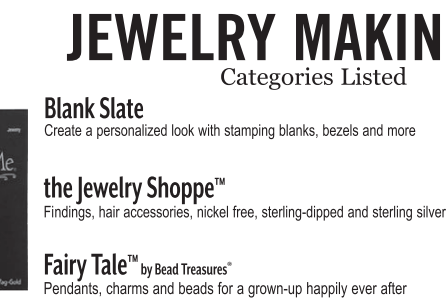 JEWELRY MAKIN
Categories Listed
Blank Slate
Create a personalized look with stamping blanks, bezels and more
the Jewelry Shoppe™
Findings, hair accessories, nickel free, sterling-dipped and sterling silver
Fairy Tale™ by Bead Treasures®
Pendants, charms and beads for a grown-up happily ever after